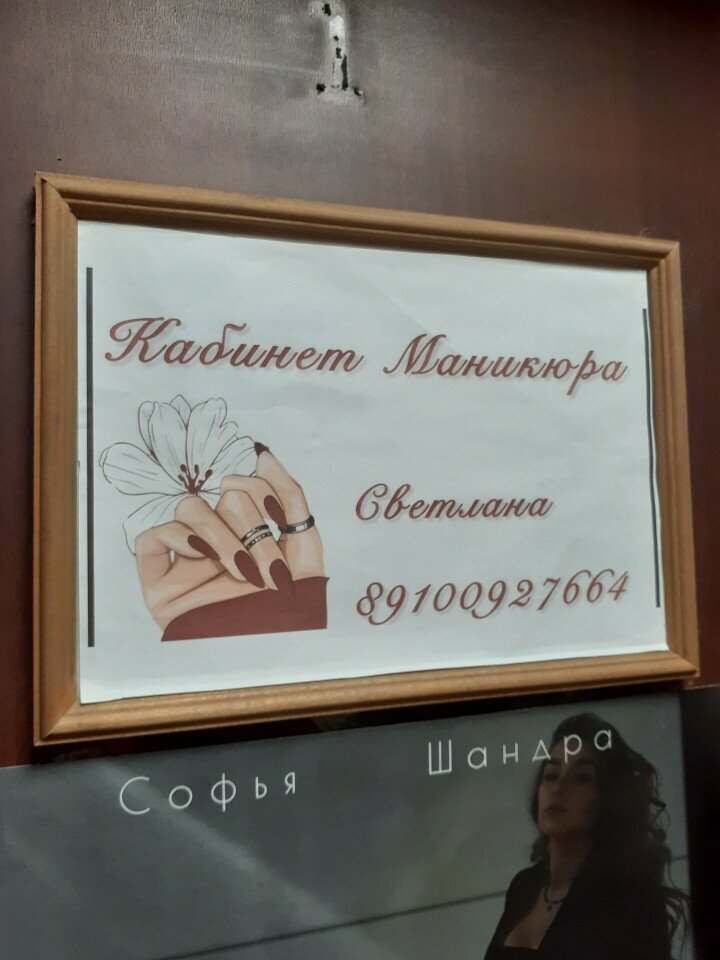 Кабинет Маникюра
Светлана
89100927664
Софья Шандра